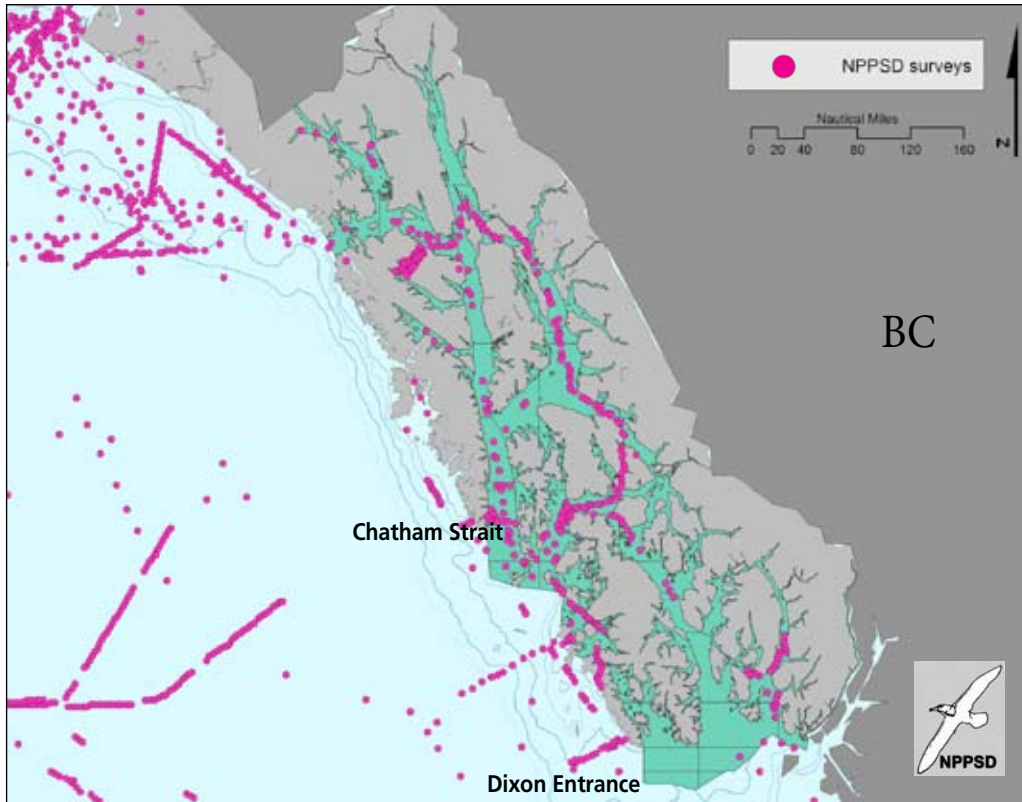 NPPSD surveys
Nautical Miles
0 20 40 80 120 160
N
BC
Chatham Strait
Dixon Entrance
NPPSD